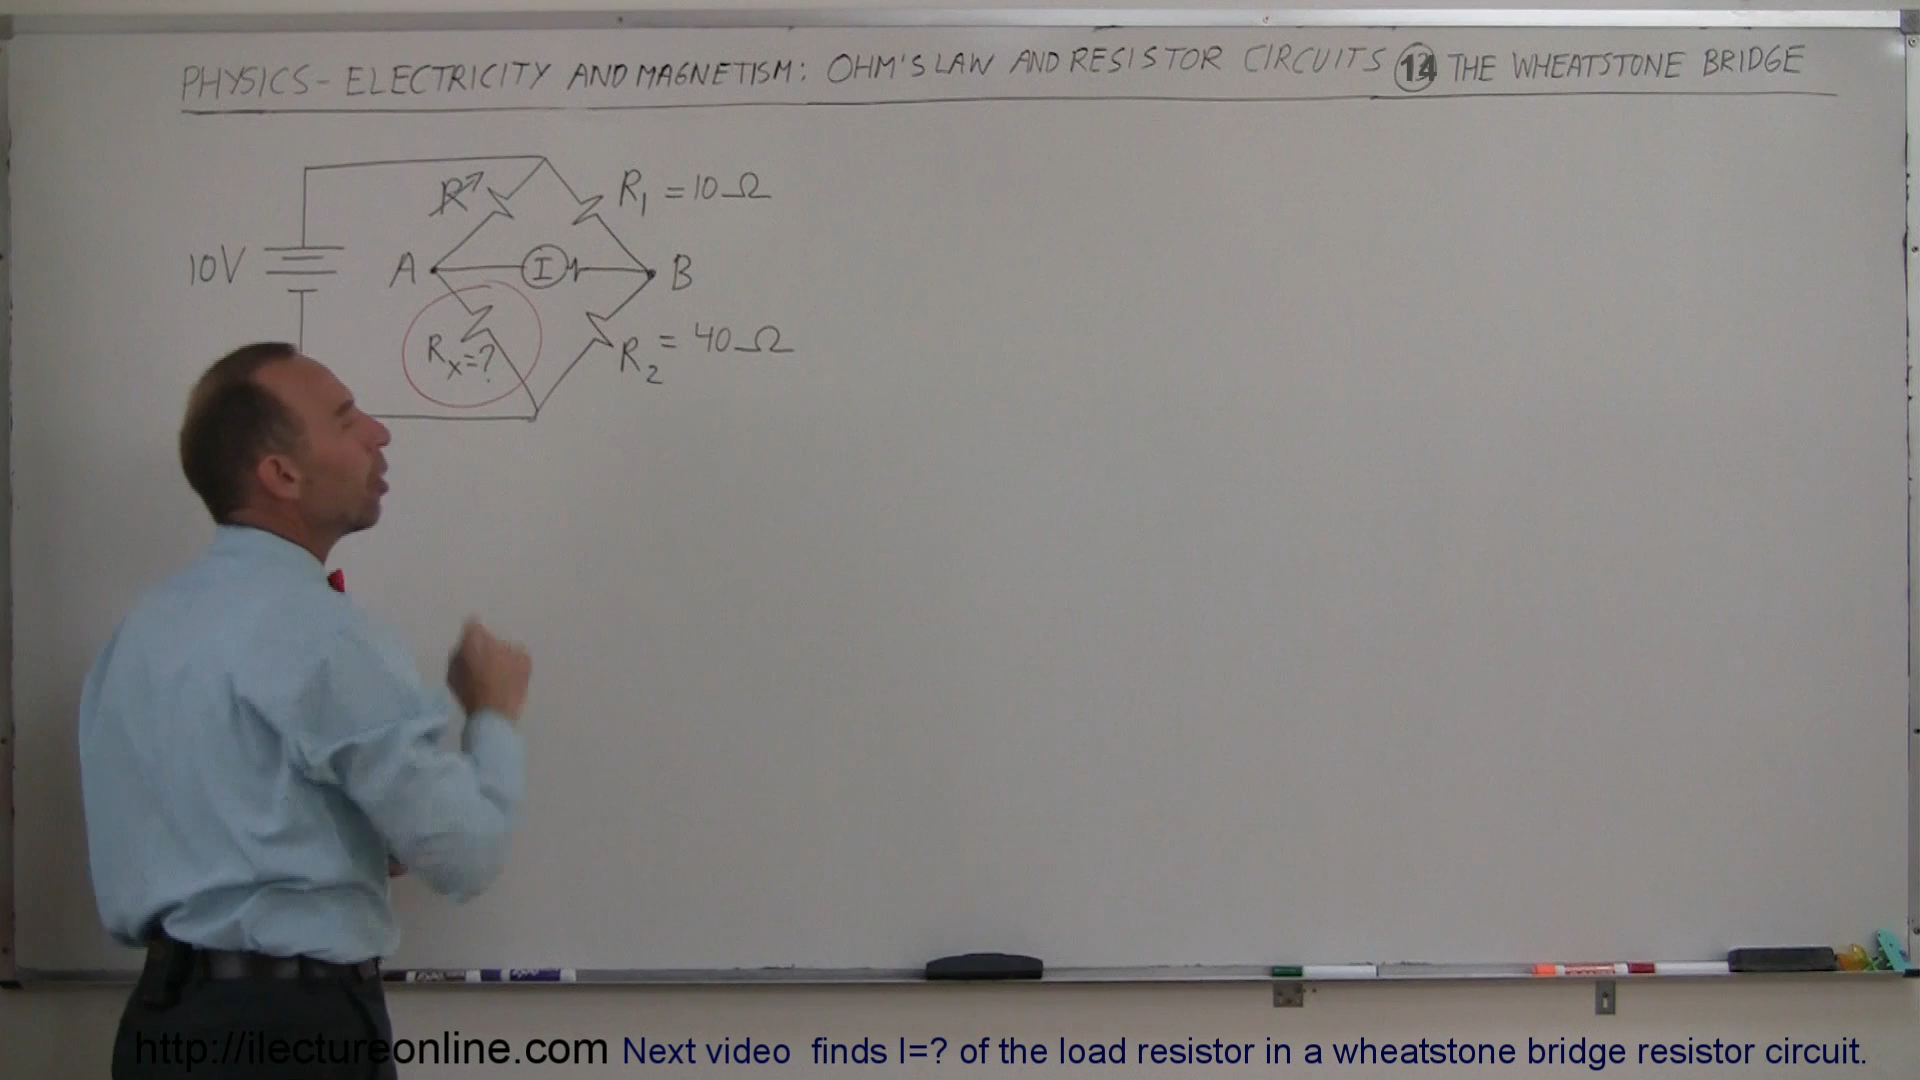 PHYSICS - ELECTRICITY AND MAGNETISM: OHM'S LAW AND RESISTOR CIRCUITS 14 THE WHEATSTONE BRIDGE
R
R1 = 10 Ω
10V
A
I
B
Rx=?
R2 = 40 Ω
http://ilectureonline.com Next video finds I=? of the load resistor in a wheatstone bridge resistor circuit.